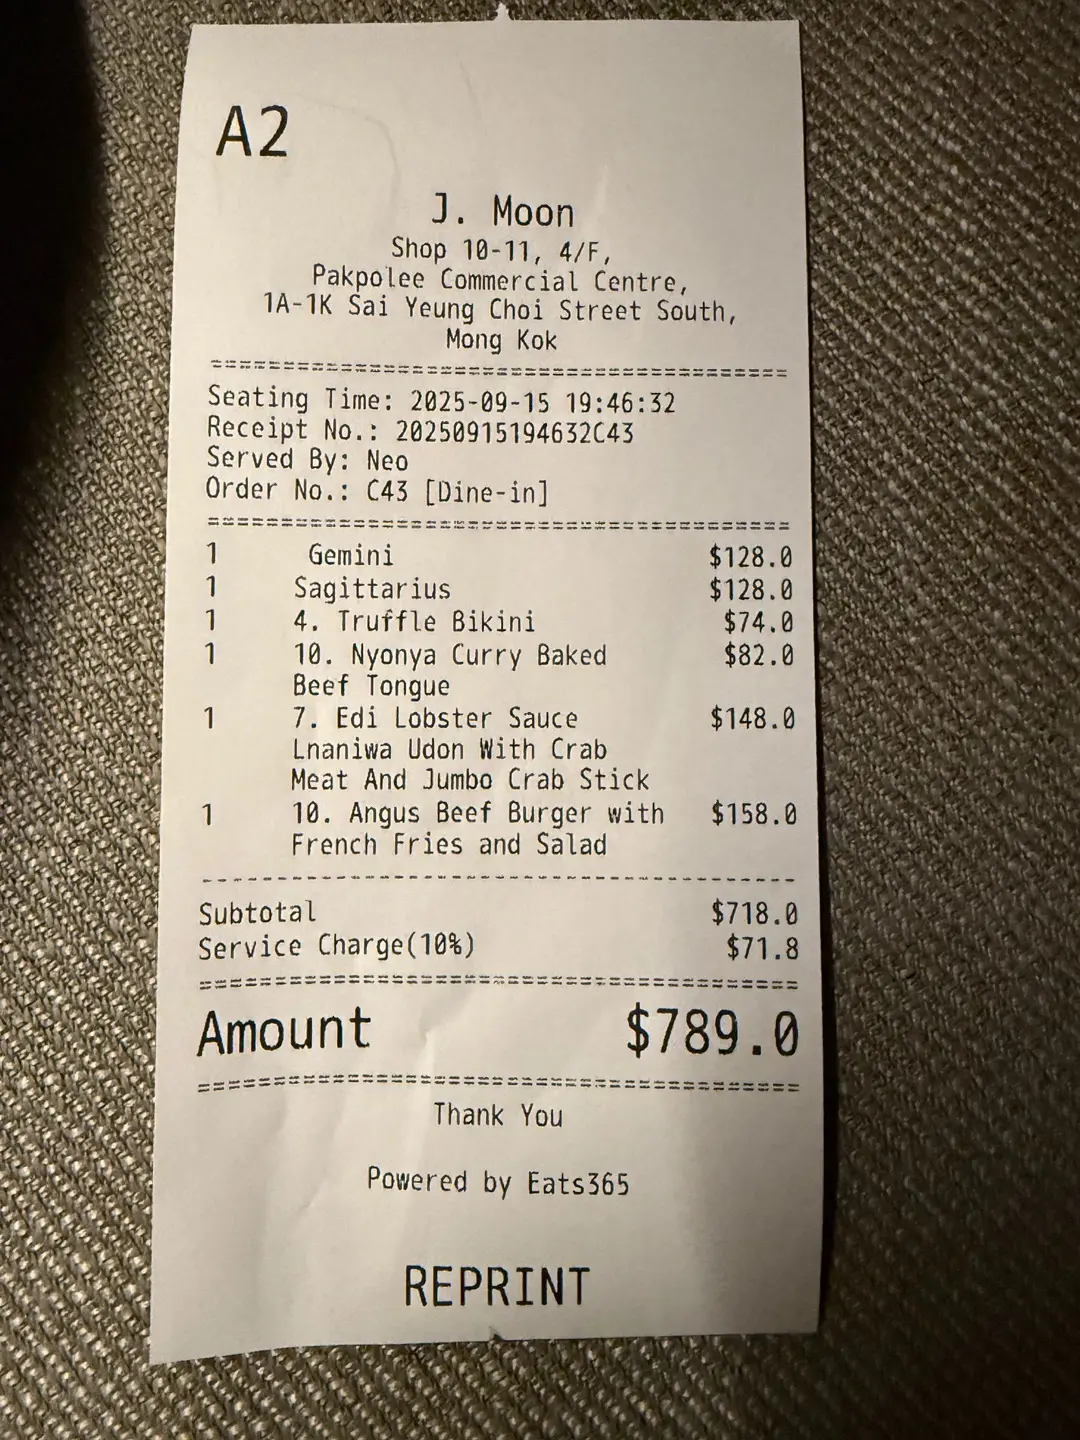 A2
J. Moon
Shop 10-11, 4/F,
Pakpolee Commercial Centre,
1A-1K Sai Yeung Choi Street South,
Mong Kok
Seating Time: 2025-09-15 19:46:32
Receipt No.: 20250915194632C43
Served By: Neo
Order No.: C43 [Dine-in]
1 Gemini $128.0
1 Sagittarius $128.0
1 4. Truffle Bikini $74.0
1 10. Nyonya Curry Baked $82.0
Beef Tongue
1 7. Edi Lobster Sauce $148.0
Lnaniwa Udon With Crab
Meat And Jumbo Crab Stick
1 10. Angus Beef Burger with $158.0
French Fries and Salad
Subtotal $718.0
Service Charge(10%) $71.8
Amount $789.0
Thank You
Powered by Eats365
REPRINT